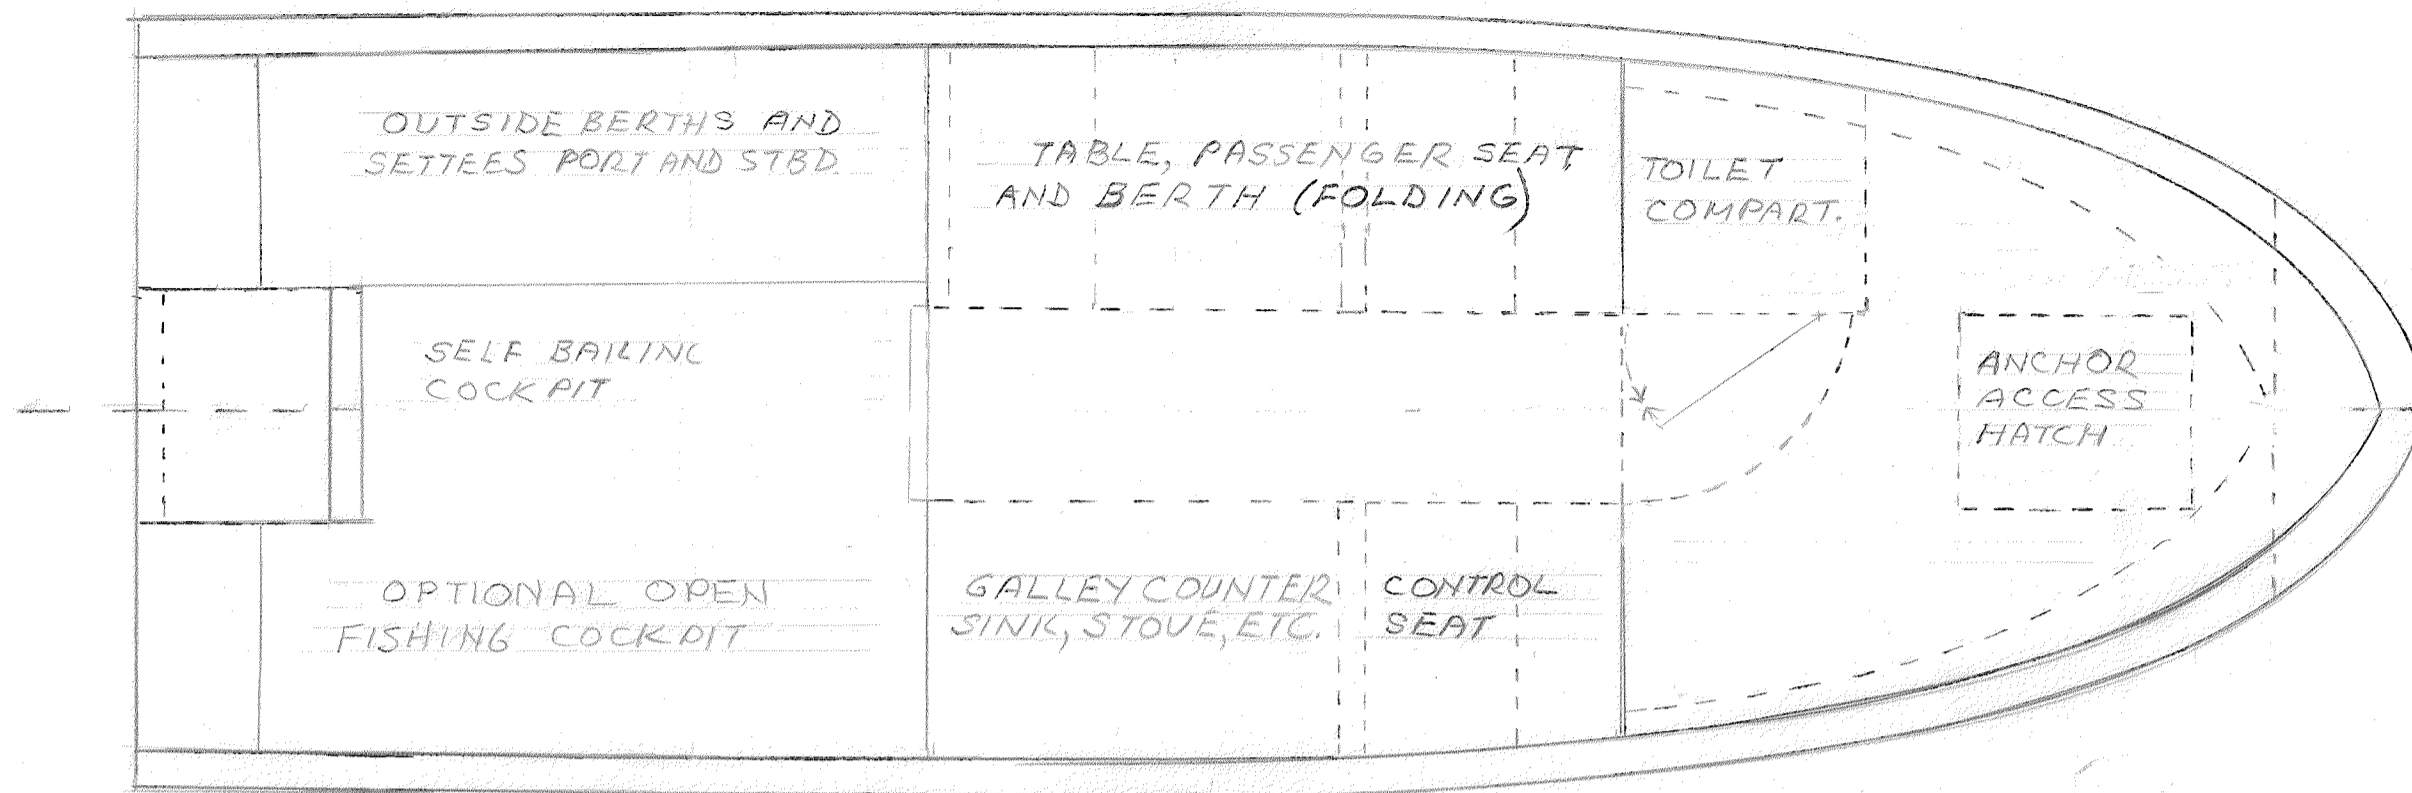 OUTSIDE BERTHS AND
SETTEES PORT AND STBD.
TABLE, PASSENGER SEAT
AND BERTH (FOLDING)
TOILET
COMPART.
SELF BAILING
COCKPIT
ANCHOR
ACCESS
HATCH
OPTIONAL OPEN
FISHING COCKPIT
GALLEY COUNTER
SINK, STOVE, ETC.
CONTROL
SEAT